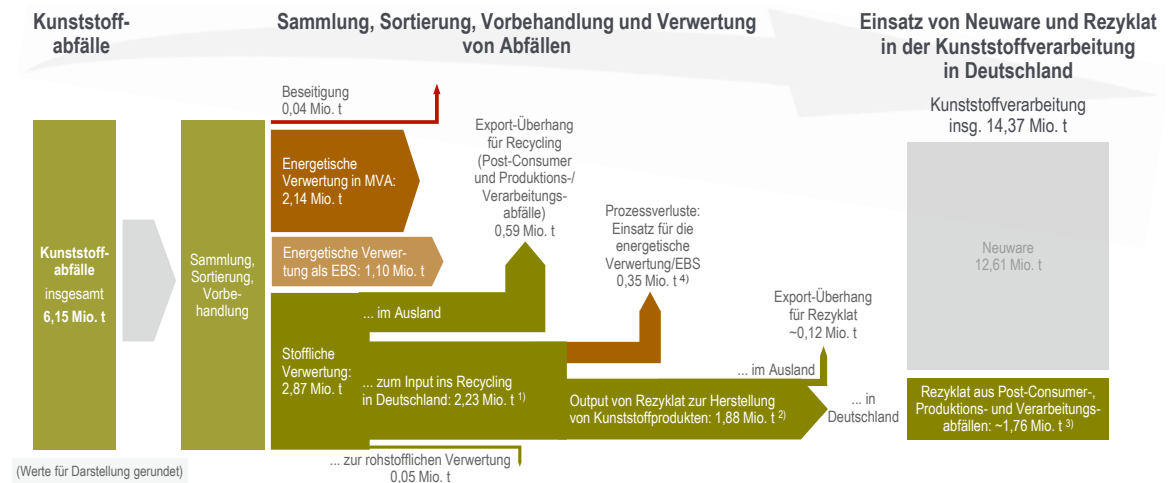 Kunststoff-
abfälle
Sammlung, Sortierung, Vorbehandlung und Verwertung
von Abfällen
Einsatz von Neuware und Rezyklat
in der Kunststoffverarbeitung
in Deutschland
Kunststoff-
abfälle
insgesamt
6,15 Mio. t
Sammlung,
Sortierung,
Vorbe-
handlung
Beseitigung
0,04 Mio. t
Energetische
Verwertung in MVA:
2,14 Mio. t
Energetische Verwer-
tung als EBS: 1,10 Mio. t
Stoffliche
Verwertung:
2,87 Mio. t
Export-Überhang
für Recycling
(Post-Consumer
und Produktions-/
Verarbeitungs-
abfälle)
0,59 Mio. t
... im Ausland
... zum Input ins Recycling
in Deutschland: 2,23 Mio. t 1)
... zur rohstofflichen Verwertung
0,05 Mio. t
Prozessverluste:
Einsatz für die
energetische
Verwertung/EBS
0,35 Mio. t 4)
Output von Rezyklat zur Herstellung
von Kunststoffprodukten: 1,88 Mio. t 2)
Export-Überhang
für Rezyklat
~0,12 Mio. t
... im Ausland
... in
Deutschland
Kunststoffverarbeitung
insg. 14,37 Mio. t
Neuware
12,61 Mio. t
Rezyklat aus Post-Consumer-,
Produktions- und Verarbeitungs-
abfällen: ~1,76 Mio. t 3)
(Werte für Darstellung gerundet)